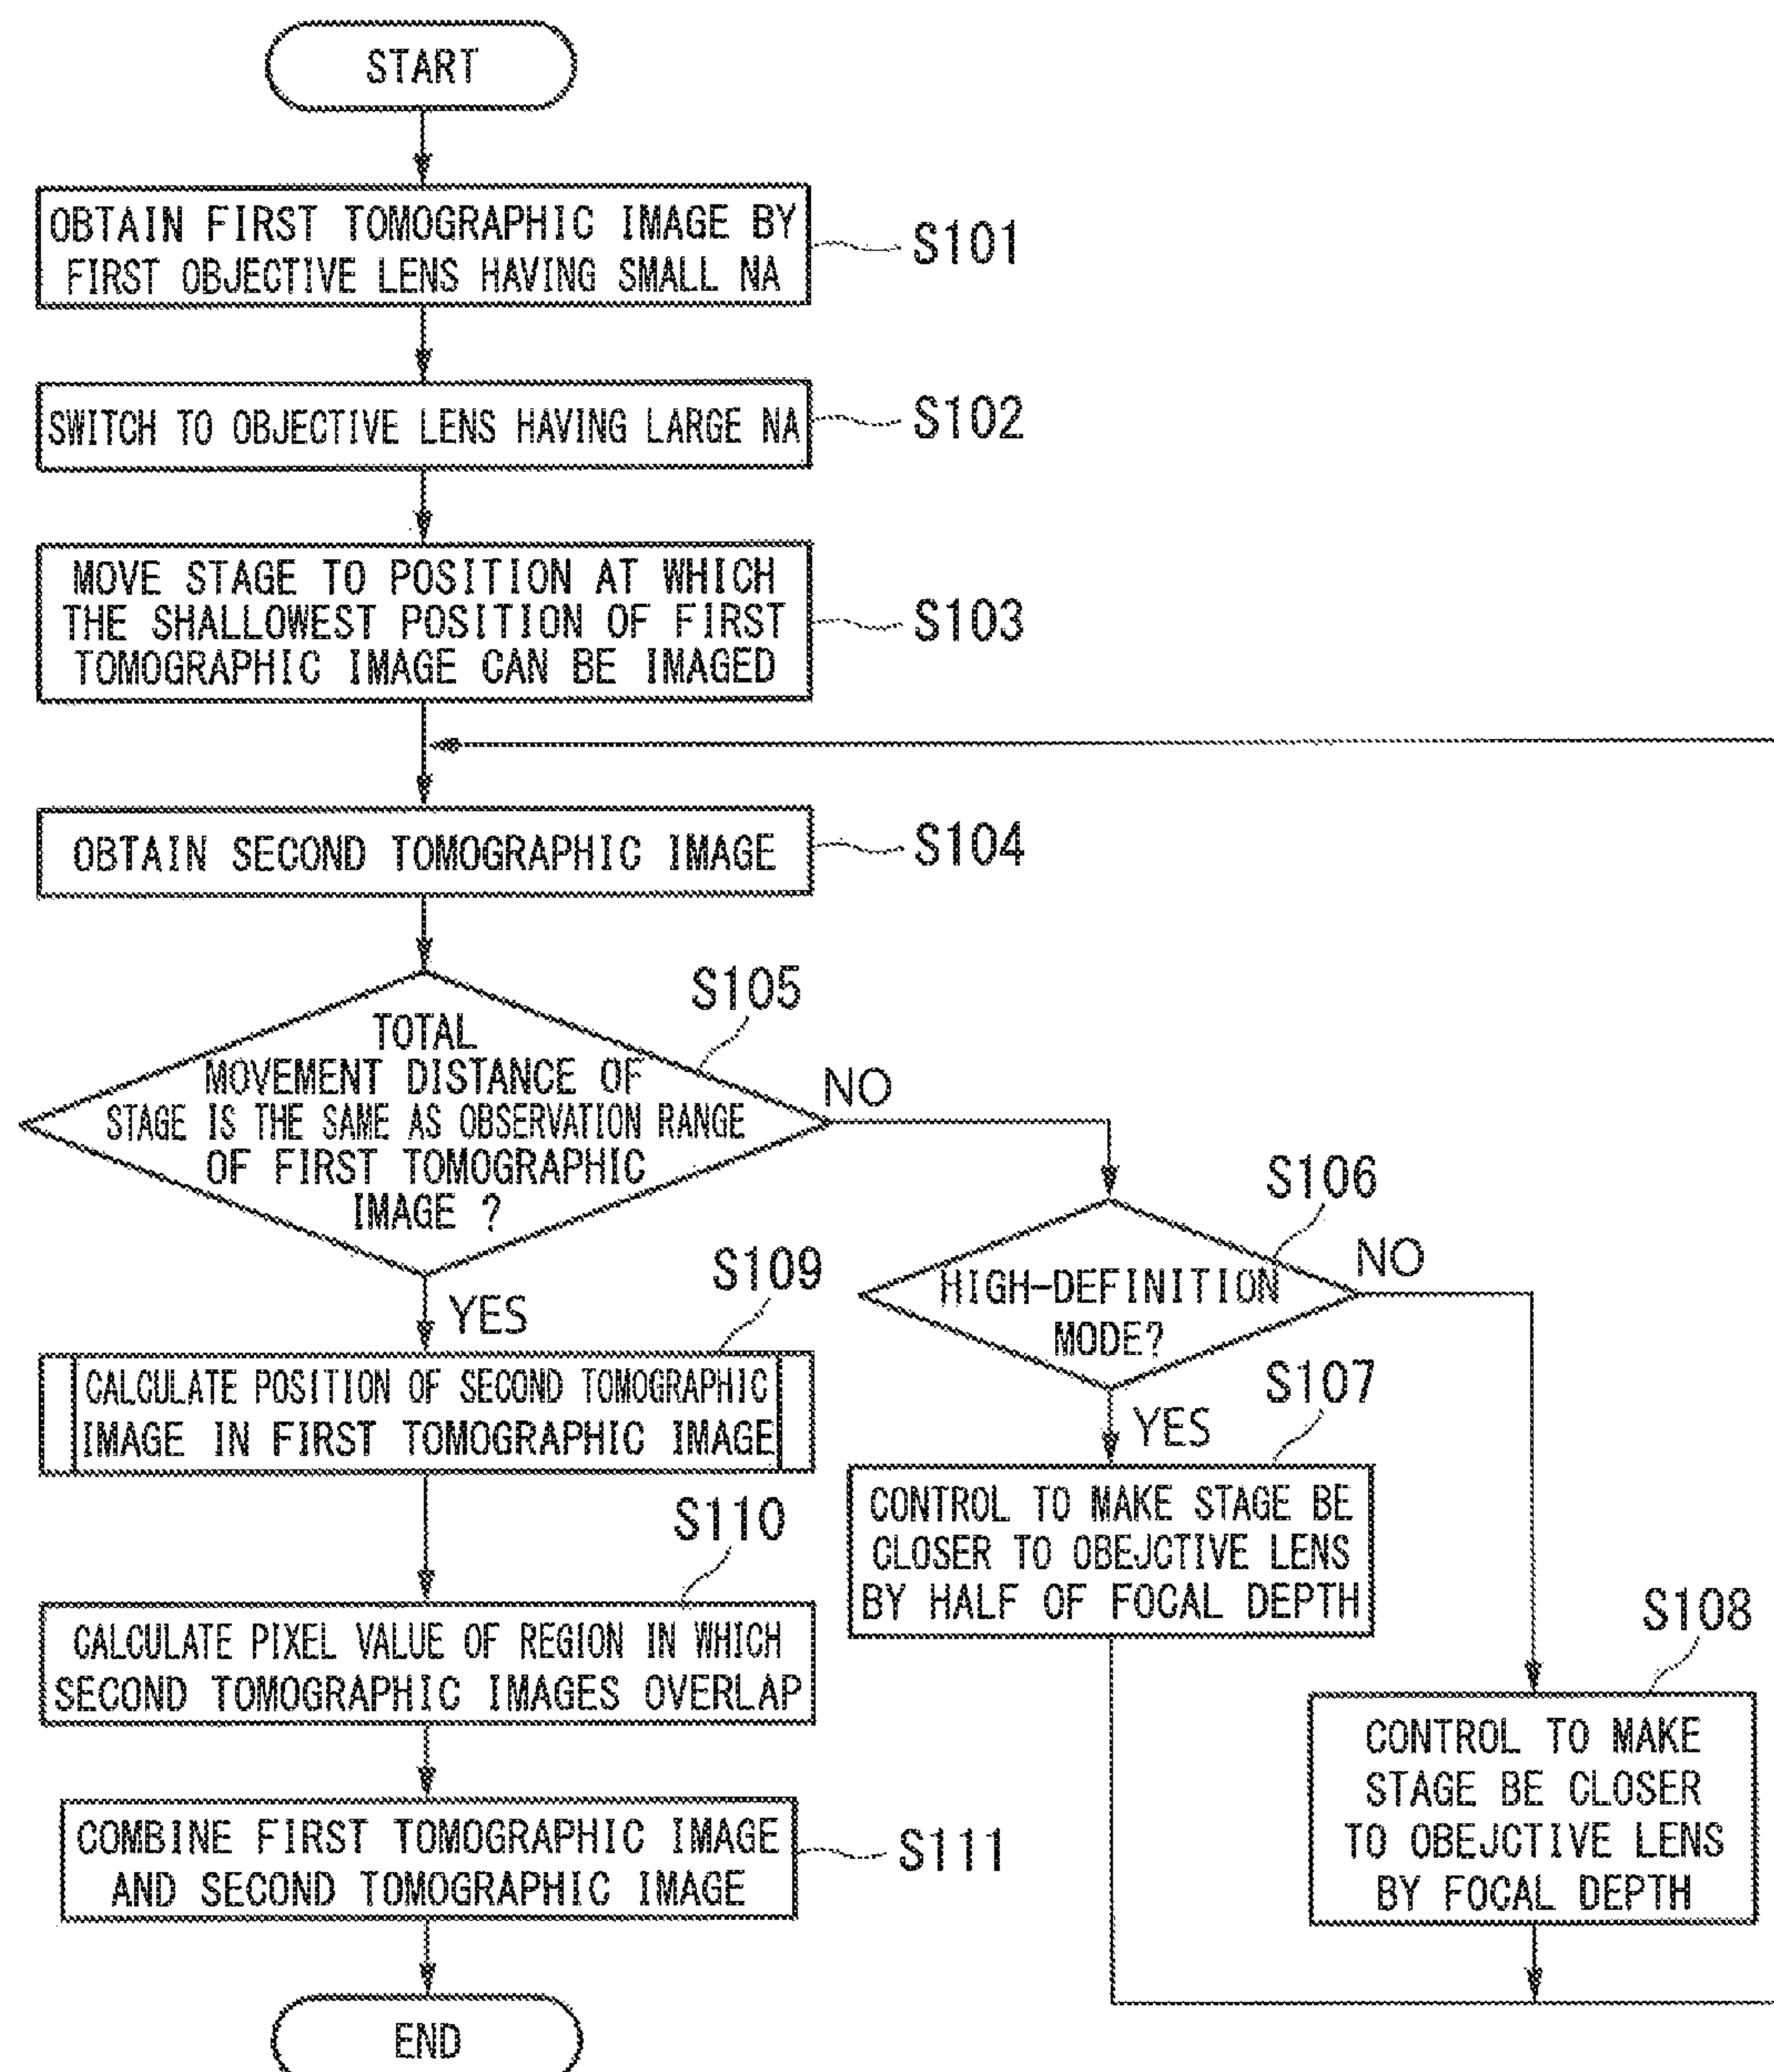 START
OBTAIN FIRST TOMOGRAPHIC IMAGE BY
FIRST OBJECTIVE LENS HAVING SMALL NA
S101
SWITCH TO OBJECTIVE LENS HAVING LARGE NA
S102
MOVE STAGE TO POSITION AT WHICH
THE SHALLOWEST POSITION OF FIRST
TOMOGRAPHIC IMAGE CAN BE IMAGED
S103
OBTAIN SECOND TOMOGRAPHIC IMAGE
S104
S105
TOTAL
MOVEMENT DISTANCE OF
STAGE IS THE SAME AS OBSERVATION RANGE
OF FIRST TOMOGRAPHIC
IMAGE ?
NO
YES
S106
HIGH-DEFINITION
MODE?
NO
YES
S107
CONTROL TO MAKE STAGE BE
CLOSER TO OBEJCTIVE LENS
BY HALF OF FOCAL DEPTH
S108
CONTROL TO MAKE
STAGE BE CLOSER
TO OBEJCTIVE LENS
BY FOCAL DEPTH
S109
CALCULATE POSITION OF SECOND TOMOGRAPHIC
IMAGE IN FIRST TOMOGRAPHIC IMAGE
S110
CALCULATE PIXEL VALUE OF REGION IN WHICH
SECOND TOMOGRAPHIC IMAGES OVERLAP
COMBINE FIRST TOMOGRAPHIC IMAGE
AND SECOND TOMOGRAPHIC IMAGE
S111
END